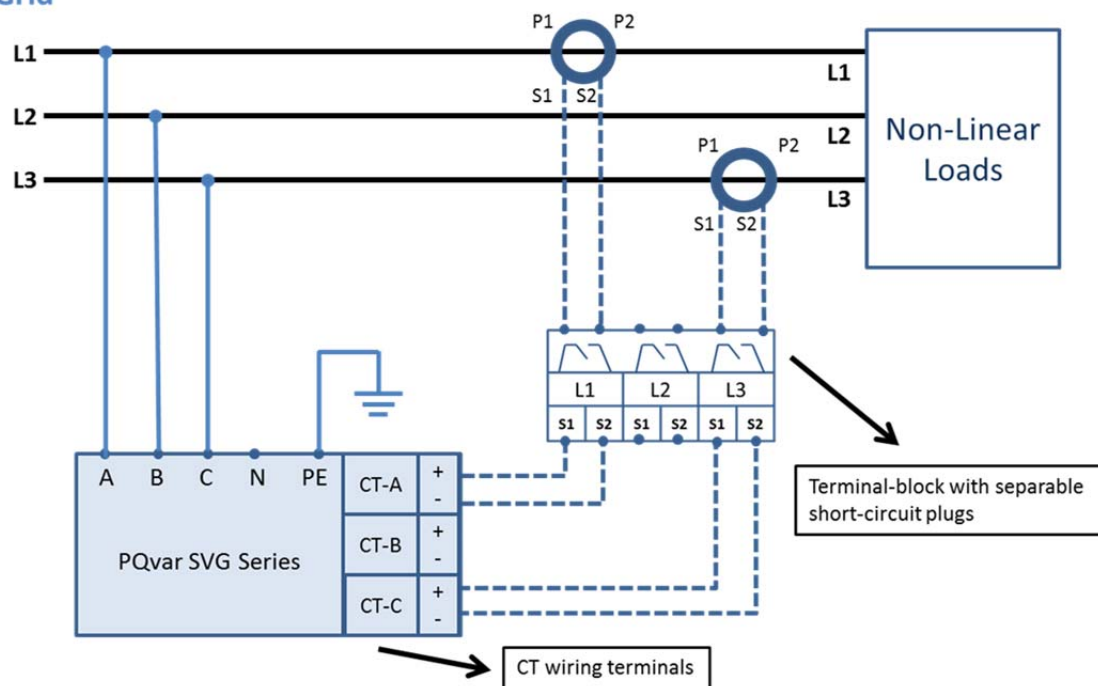 Grid
P1 P2
L1
L1
S1 S2
L2
L2
P1 P2
L3
L3
S1 S2
Non-Linear
Loads
L1 L2 L3
S1 S2 S1 S2 S1 S2
A B C N PE
CT-A + -
CT-B + -
CT-C + -
PQvar SVG Series
Terminal-block with separable
short-circuit plugs
CT wiring terminals